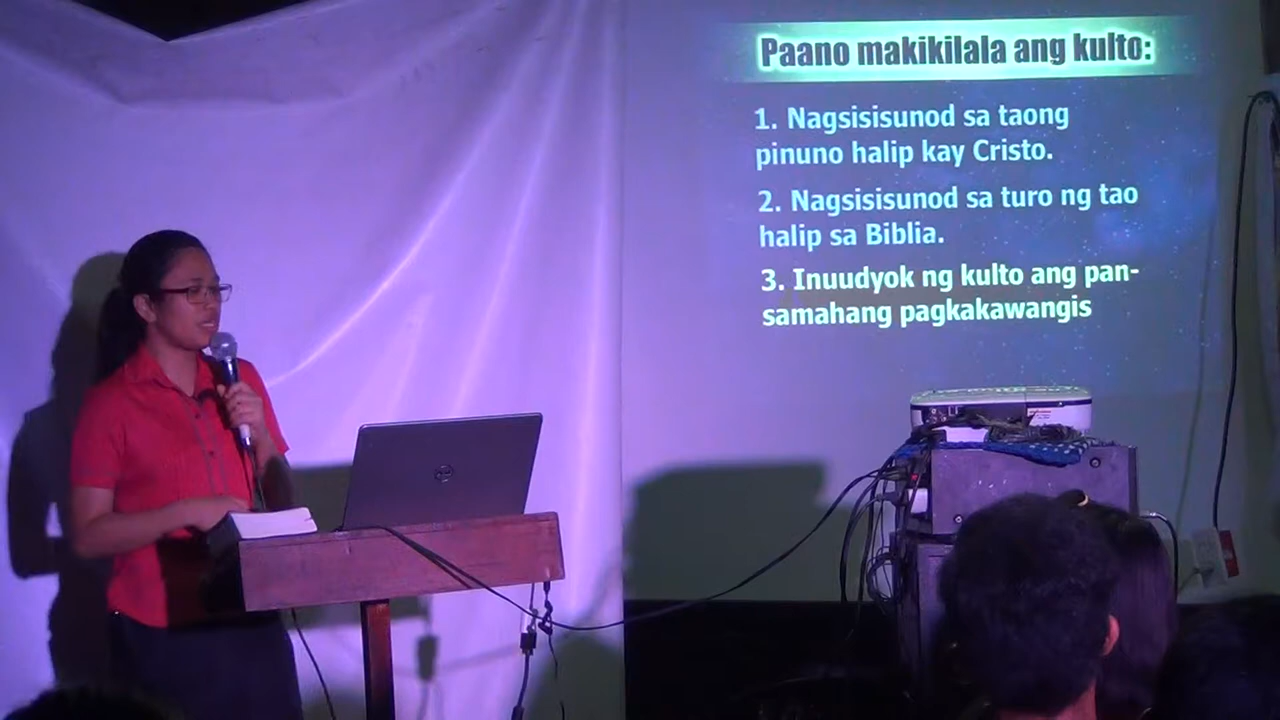 Paano makikilala ang kulto:
1. Nagsisisunod sa taong
pinuno halip kay Cristo.
2. Nagsisisunod sa turo ng tao
halip sa Biblia.
3. Inuudyok ng kulto ang pan-
samahang pagkakawangis